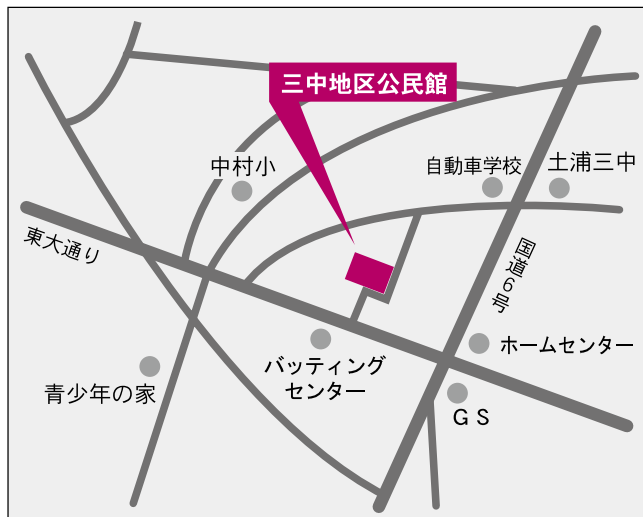 三中地区公民館
中村小
自動車学校
土浦三中
東大通り
国道6号
ホームセンター
バッティング
センター
青少年の家
GS